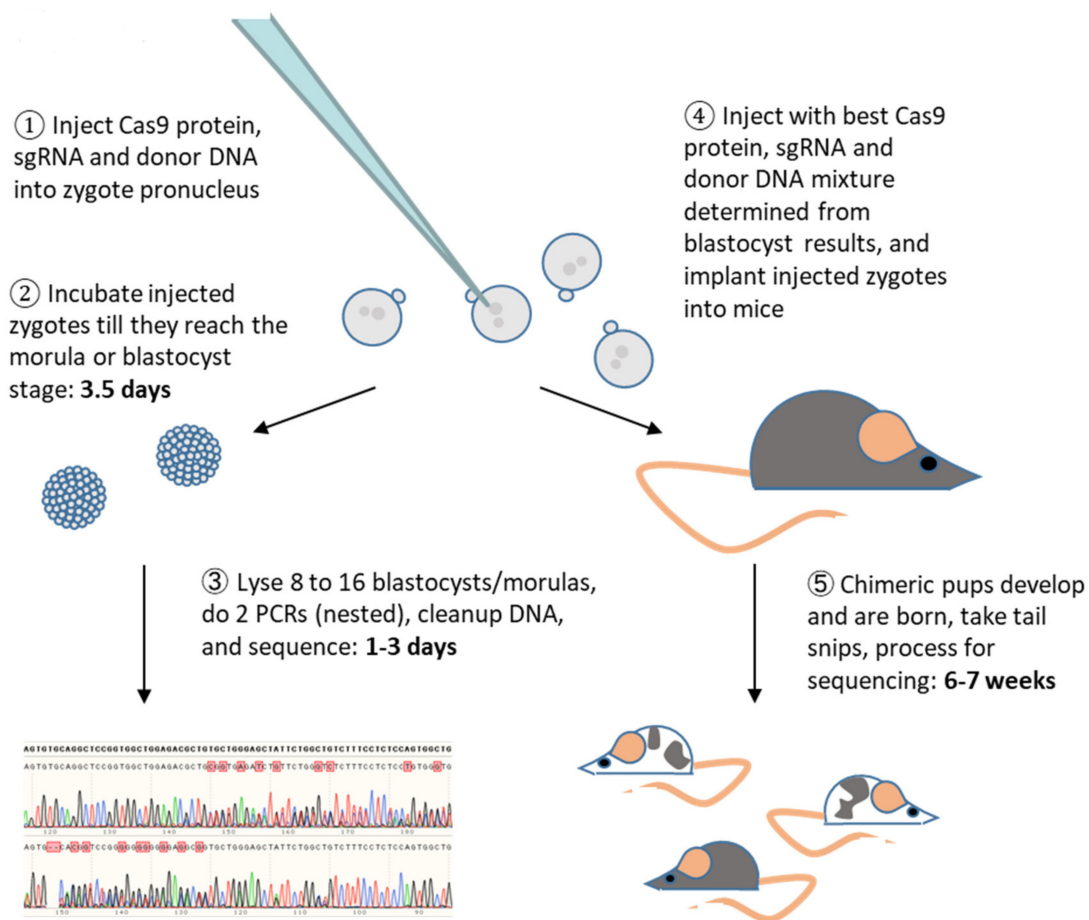 ① Inject Cas9 protein,
sgRNA and donor DNA
into zygote pronucleus
② Incubate injected
zygotes till they reach the
morula or blastocyst
stage: 3.5 days
③ Lyse 8 to 16 blastocysts/morulas,
do 2 PCRs (nested), cleanup DNA,
and sequence: 1-3 days
④ Inject with best Cas9
protein, sgRNA and
donor DNA mixture
determined from
blastocyst results, and
implant injected zygotes
into mice
⑤ Chimeric pups develop
and are born, take tail
snips, process for
sequencing: 6-7 weeks
AGTGTGCAGGCTCCGGTGGCTGGAGACGCTGTGCTGGGAGCTATTCTGGCTGTCTTTCCTCTCCAGTGGCTG
AGTGTGCAGGCTCCGGTGGCTGGAGACGCTGCGGTGAGATCTGTTCTGGGTCTCTTTCCTCTCCTGTGGGTG
120 130 140 150 160 170 180
AGTG--CACGGTCCGGGGGGGGGGAGGCGGTGCTGGGAGCTATTCTGGCTGTCTTTCCTCTCCAGTGGCTG
150 140 130 120 110 100 90